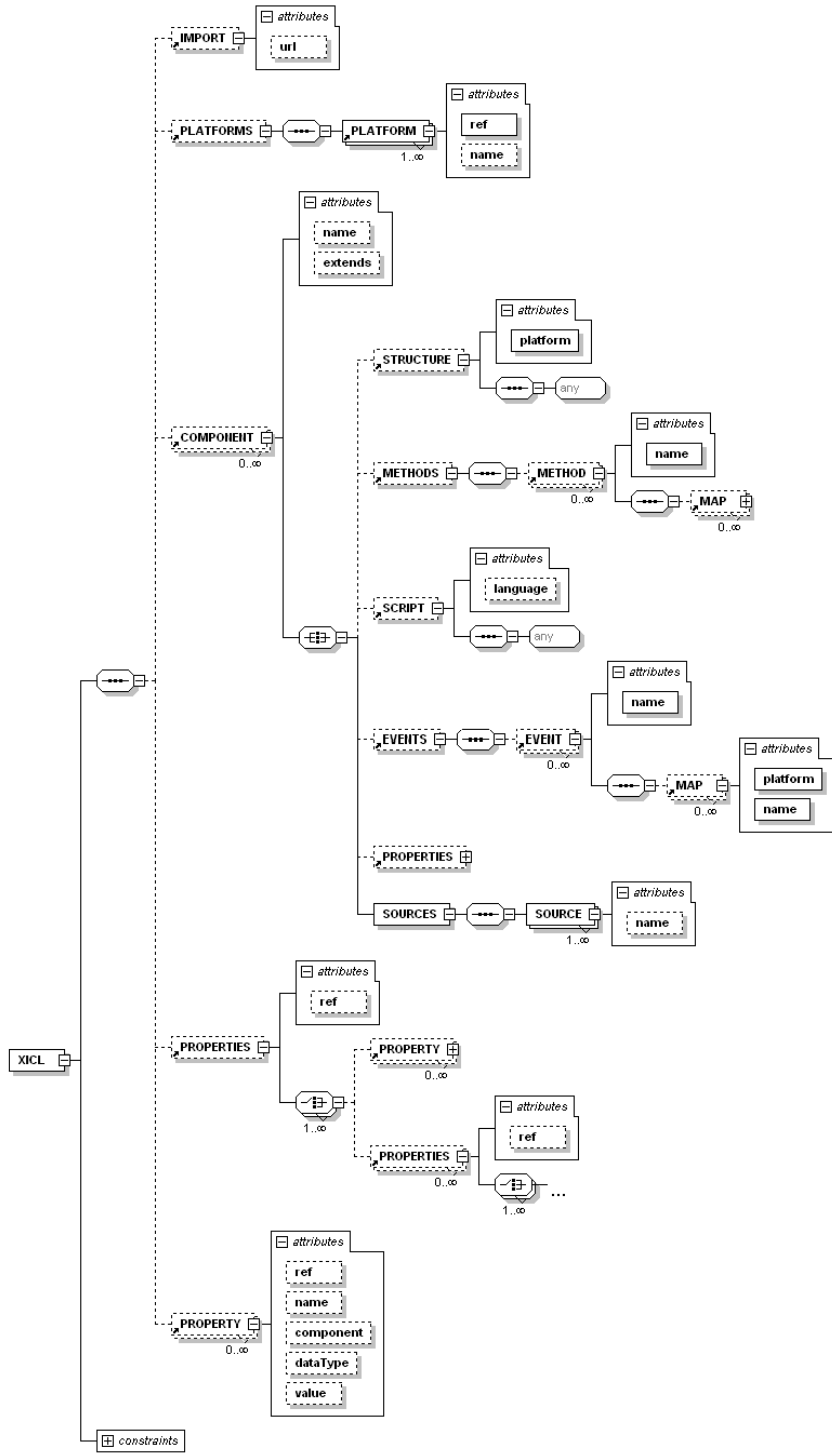 attributes
IMPORT
url
attributes
PLATFORMS
PLATFORM
ref
1..∞
name
attributes
name
extends
attributes
platform
STRUCTURE
any
attributes
COMPONENT
0..∞
name
METHODS
METHOD
0..∞
MAP
0..∞
attributes
language
SCRIPT
any
attributes
name
EVENTS
EVENT
0..∞
attributes
platform
MAP
0..∞
name
PROPERTIES
attributes
SOURCES
SOURCE
1..∞
name
attributes
ref
XICL
PROPERTIES
PROPERTY
0..∞
1..∞
attributes
ref
PROPERTIES
0..∞
1..∞
...
attributes
ref
name
PROPERTY
0..∞
component
dataType
value
constraints